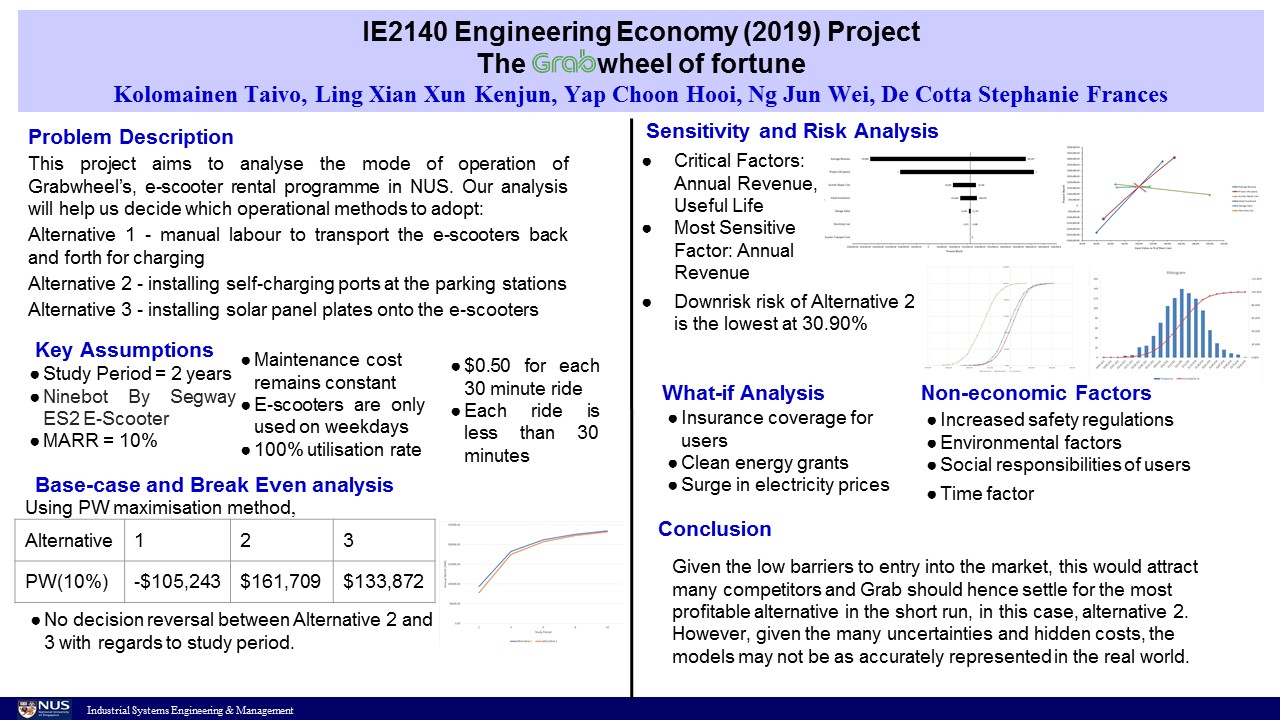 IE2140 Engineering Economy (2019) Project
The Grabwheel of fortune
Kolomainen Taivo, Ling Xian Xun Kenjun, Yap Choon Hooi, Ng Jun Wei, De Cotta Stephanie Frances
Problem Description
This project aims to analyse the mode of operation of
Grabwheel's, e-scooter rental programme in NUS. Our analysis
will help us decide which operational methods to adopt:
Alternative 1 - manual labour to transport the e-scooters back
and forth for charging
Alternative 2 - installing self-charging ports at the parking stations
Alternative 3 - installing solar panel plates onto the e-scooters
Key Assumptions
● Study Period = 2 years
● Ninebot By Segway
ES2 E-Scooter
● MARR = 10%
● Maintenance cost
remains constant
● E-scooters are only
used on weekdays
● 100% utilisation rate
● $0.50 for each
30 minute ride
● Each ride is
less than 30
minutes
Base-case and Break Even analysis
Using PW maximisation method,
Alternative 1 2 3
PW(10%) -$105,243 $161,709 $133,872
Study Period
● No decision reversal between Alternative 2 and
3 with regards to study period.
Sensitivity and Risk Analysis
● Critical Factors:
Annual Revenue,
Useful Life
● Most Sensitive
Factor: Annual
Revenue
● Downrisk risk of Alternative 2
is the lowest at 30.90%
Histogram
What-if Analysis
● Insurance coverage for
users
● Clean energy grants
● Surge in electricity prices
Non-economic Factors
● Increased safety regulations
● Environmental factors
● Social responsibilities of users
● Time factor
Conclusion
Given the low barriers to entry into the market, this would attract
many competitors and Grab should hence settle for the most
profitable alternative in the short run, in this case, alternative 2.
However, given the many uncertainties and hidden costs, the
models may not be as accurately represented in the real world.
NUS
National University
of Singapore
Industrial Systems Engineering & Management